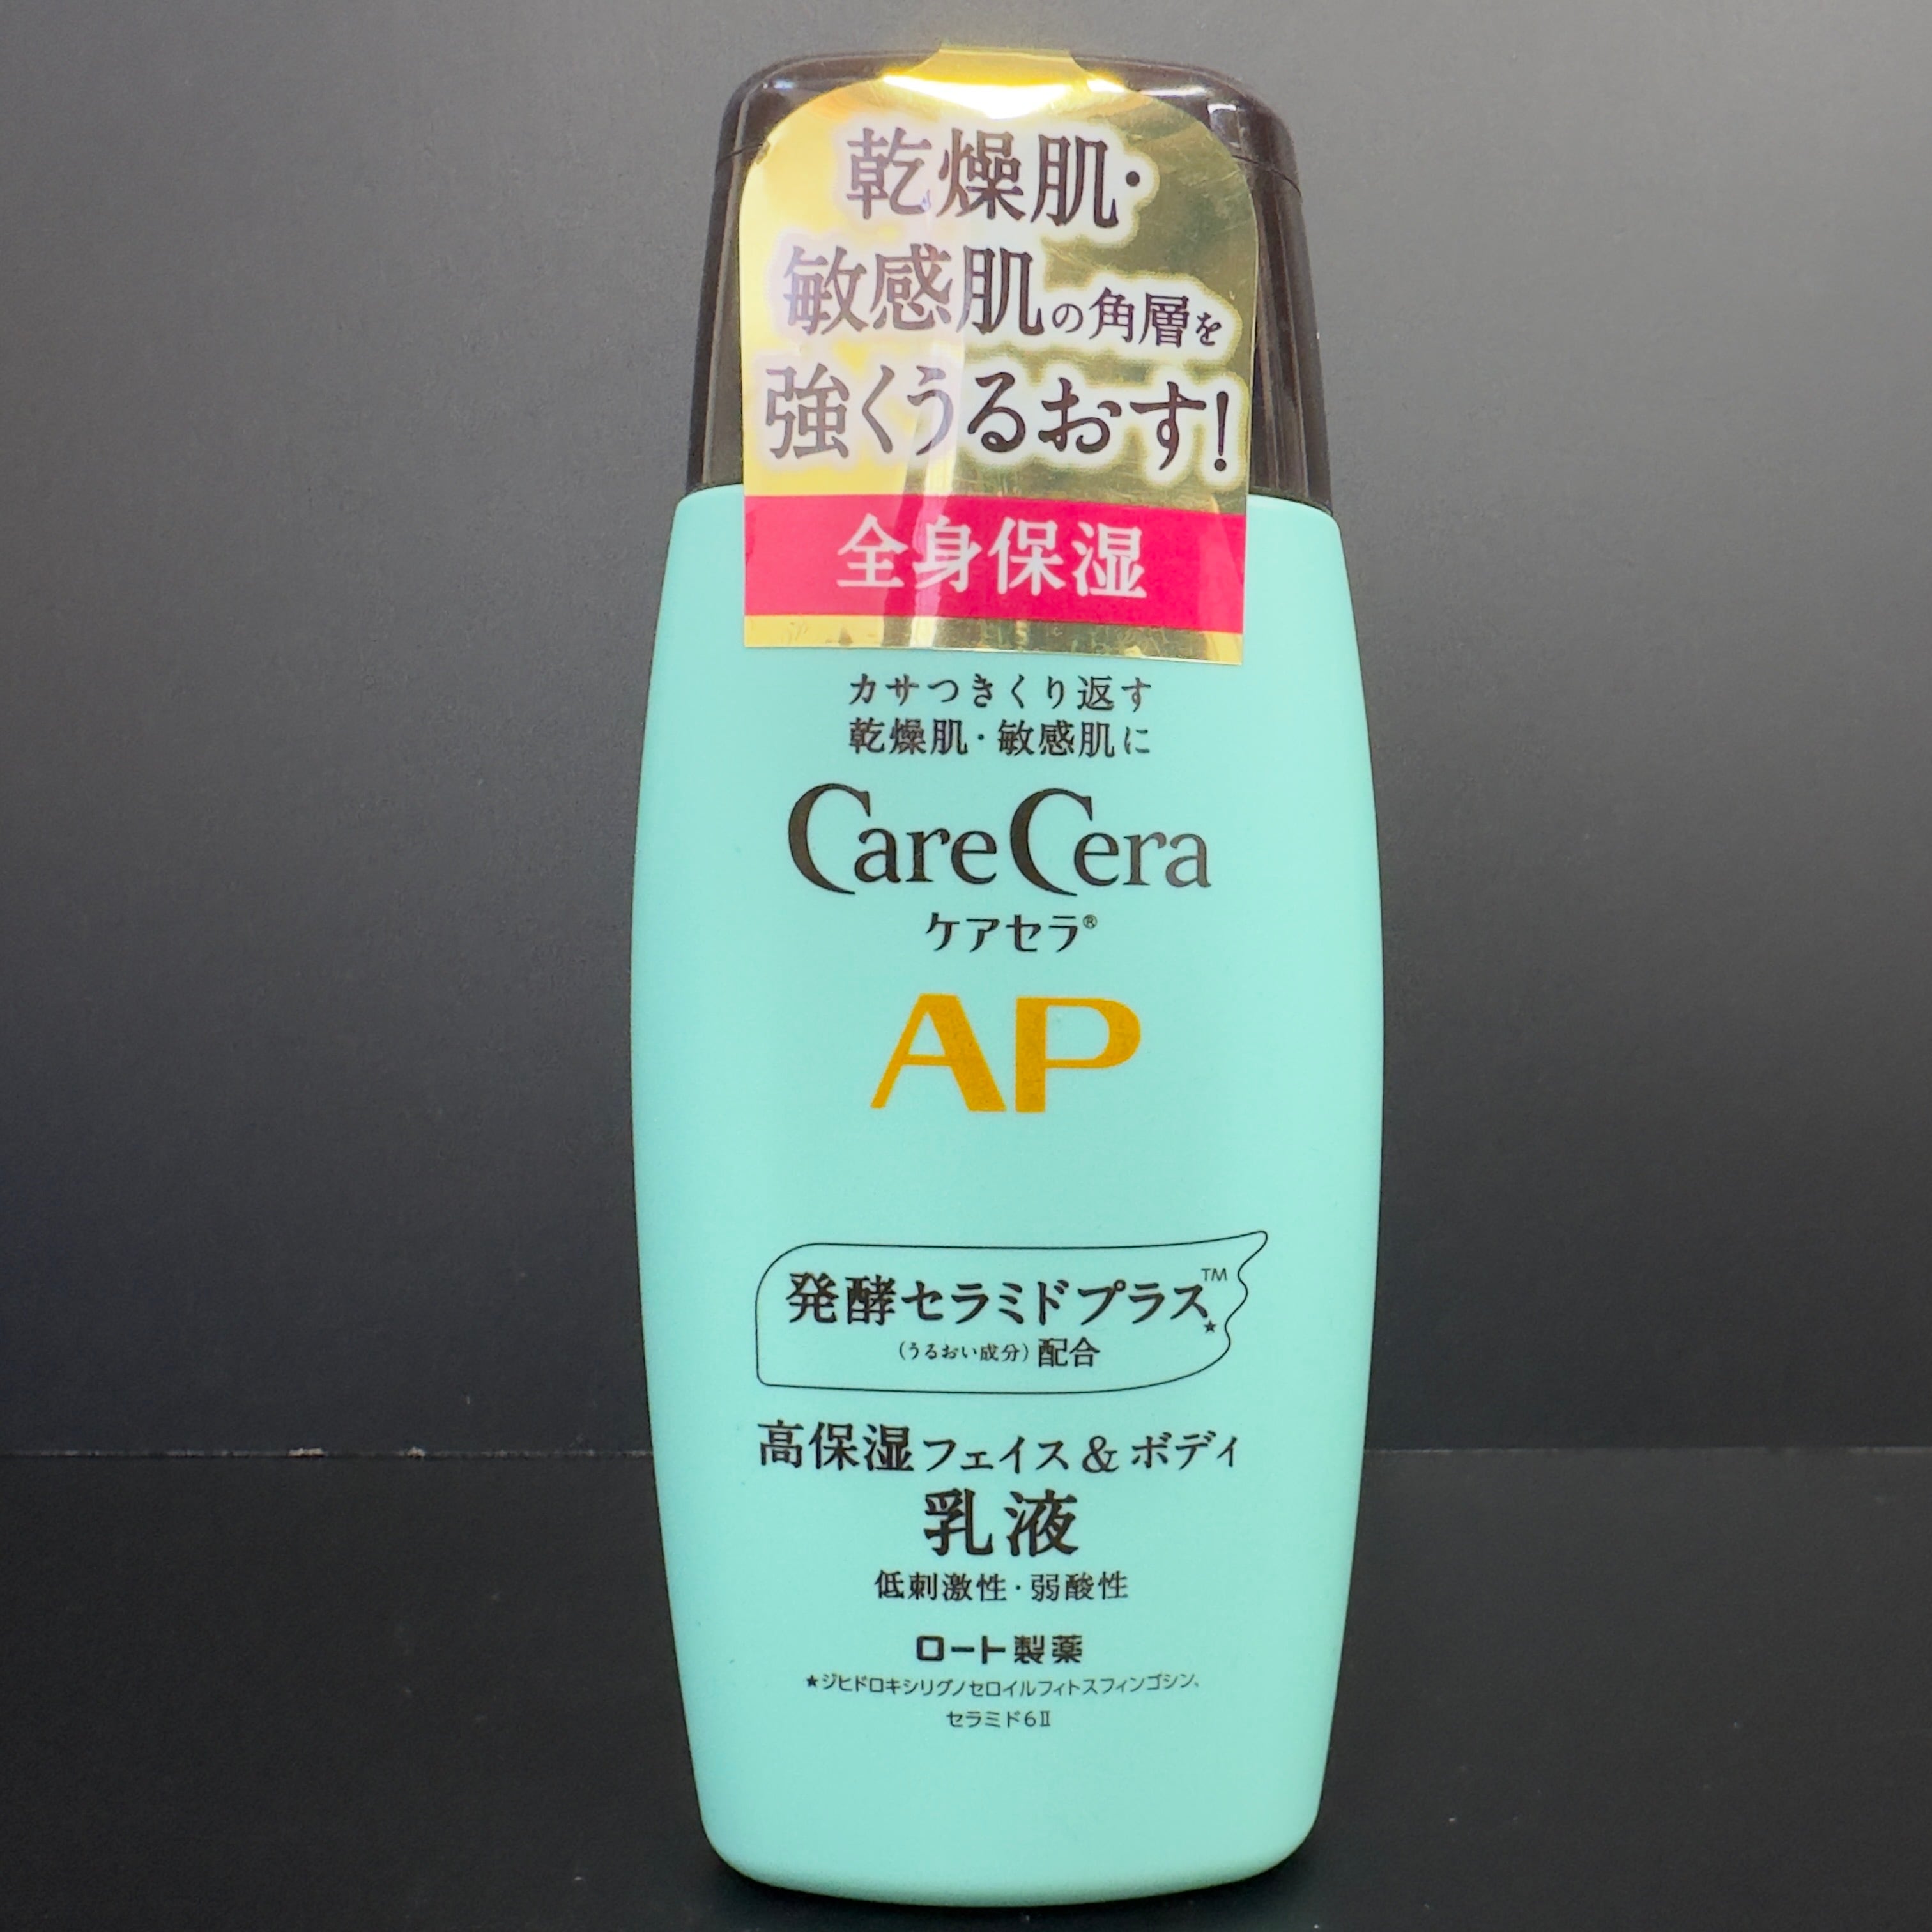 乾燥肌・
敏感肌の角層を
強くうるおす!
全身保湿
カサつきくり返す
乾燥肌・敏感肌に
CareCera
ケアセラ®
AP
発酵セラミドプラス™★
(うるおい成分)配合
高保湿フェイス&ボディ
乳液
低刺激性・弱酸性
ロート製薬
★ジヒドロキシリグノセロイルフィトスフィンゴシン、
セラミド6Ⅱ